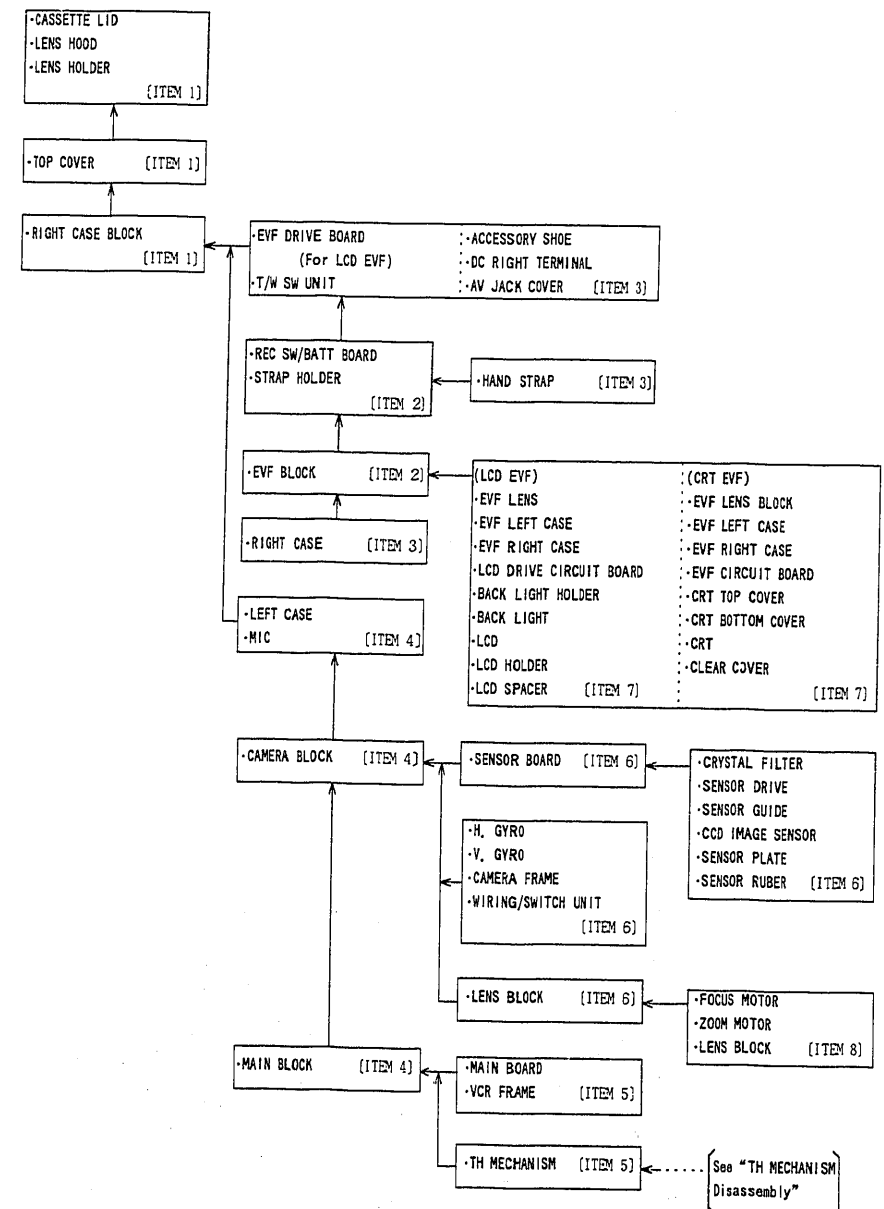 ·CASSETTE LID
·LENS HOOD
·LENS HOLDER
[ITEM 1]
·TOP COVER [ITEM 1]
·RIGHT CASE BLOCK
[ITEM 1]
·EVF DRIVE BOARD
(For LCD EVF)
·T/W SW UNIT
·ACCESSORY SHOE
·DC RIGHT TERMINAL
·AV JACK COVER [ITEM 3]
·REC SW/BATT BOARD
·STRAP HOLDER
[ITEM 2]
·HAND STRAP [ITEM 3]
·EVF BLOCK [ITEM 2]
·RIGHT CASE [ITEM 3]
(LCD EVF)
·EVF LENS
·EVF LEFT CASE
·EVF RIGHT CASE
·LCD DRIVE CIRCUIT BOARD
·BACK LIGHT HOLDER
·BACK LIGHT
·LCD
·LCD HOLDER
·LCD SPACER [ITEM 7]
(CRT EVF)
·EVF LENS BLOCK
·EVF LEFT CASE
·EVF RIGHT CASE
·EVF CIRCUIT BOARD
·CRT TOP COVER
·CRT BOTTOM COVER
·CRT
·CLEAR COVER
[ITEM 7]
·LEFT CASE
·MIC [ITEM 4]
·CAMERA BLOCK [ITEM 4]
·SENSOR BOARD [ITEM 6]
·CRYSTAL FILTER
·SENSOR DRIVE
·SENSOR GUIDE
·CCD IMAGE SENSOR
·SENSOR PLATE
·SENSOR RUBER [ITEM 6]
·H. GYRO
·V. GYRO
·CAMERA FRAME
·WIRING/SWITCH UNIT
[ITEM 6]
·LENS BLOCK [ITEM 6]
·FOCUS MOTOR
·ZOOM MOTOR
·LENS BLOCK [ITEM 8]
·MAIN BLOCK [ITEM 4]
·MAIN BOARD
·VCR FRAME [ITEM 5]
·TH MECHANISM [ITEM 5]
See "TH MECHANISM
Disassembly"